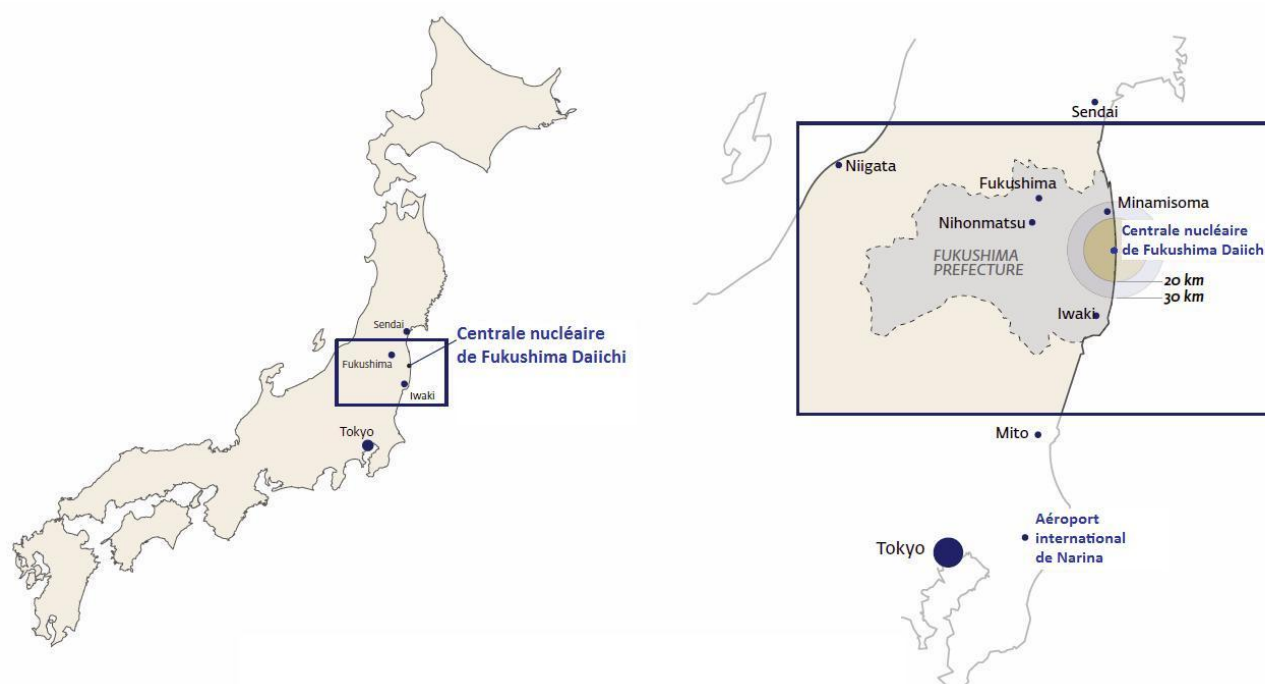 Sendai
Centrale nucléaire
de Fukushima Daiichi
Fukushima
Iwaki
Tokyo
Sendai
Niigata
Fukushima
Minamisoma
Nihonmatsu
Centrale nucléaire
de Fukushima Daiich
FUKUSHIMA
PREFECTURE
20 km
30 km
Iwaki
Mito
Aéroport
international
de Narina
Tokyo